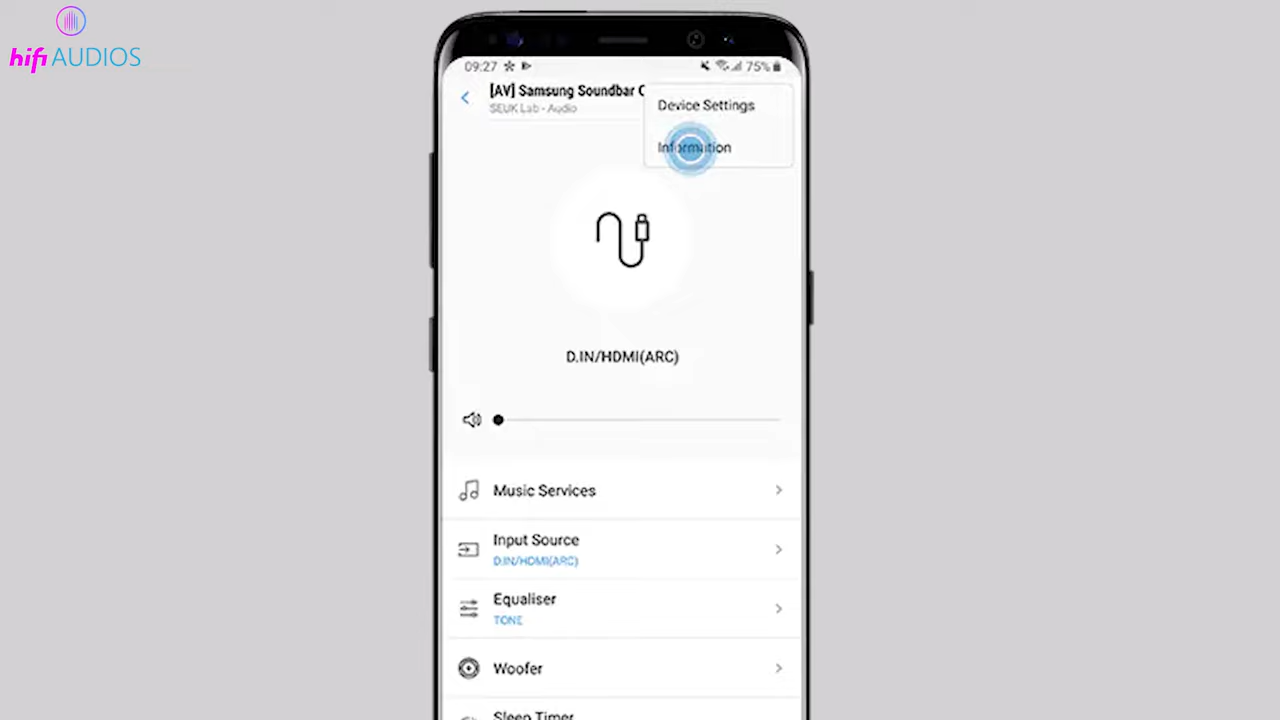 hifi AUDIOS
09:27
75%
[AV] Samsung Soundbar
SEUK Lab - Audio
Device Settings
Information
D.IN/HDMI(ARC)
Music Services
Input Source
D.IN/HDMI(ARC)
Equaliser
TONE
Woofer
Sleep Timer